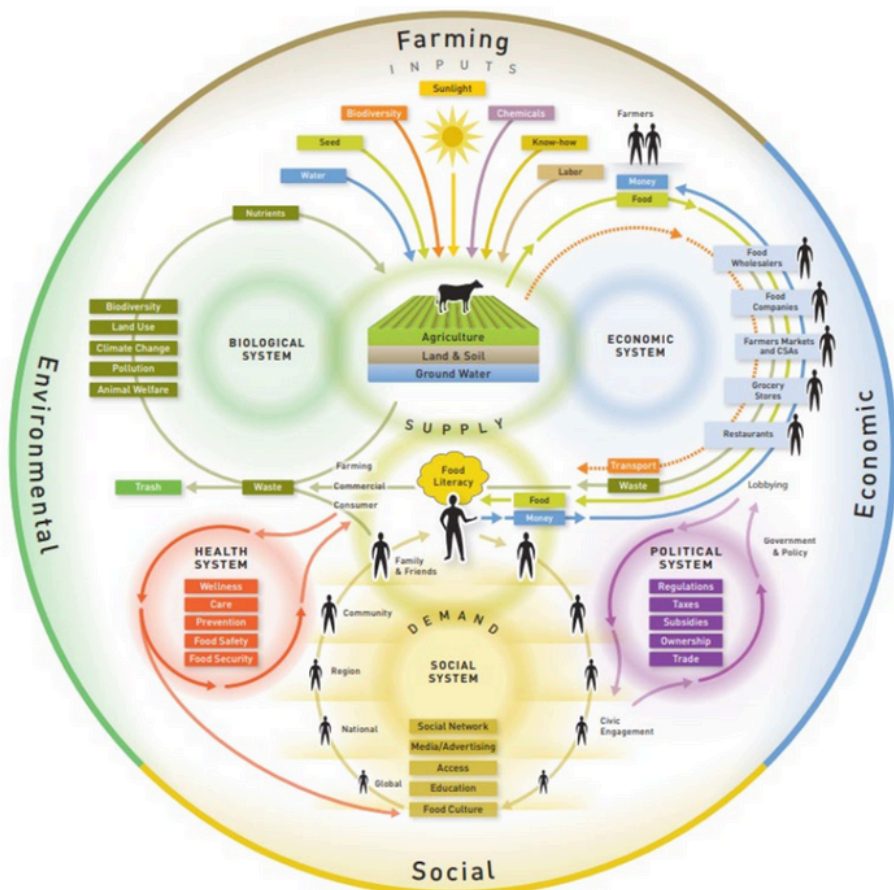 Farming
INPUTS
Sunlight
Biodiversity
Chemicals
Farmers
Seed
Know-how
Water
Labor
Money
Food
Nutrients
Food
Wholesalers
Food
Companies
Farmers Markets
and CSAs
Grocery
Stores
Restaurants
Biodiversity
Land Use
Climate Change
Pollution
Animal Welfare
BIOLOGICAL
SYSTEM
Agriculture
Land & Soil
Ground Water
ECONOMIC
SYSTEM
Environmental
Economic
SUPPLY
Farming
Commercial
Consumer
Trash
Waste
Food
Literacy
Transport
Waste
Food
Money
Lobbying
Government
& Policy
HEALTH
SYSTEM
Wellness
Care
Prevention
Food Safety
Food Security
Family
& Friends
Community
Region
National
Global
DEMAND
SOCIAL
SYSTEM
Social Network
Media/Advertising
Access
Education
Food Culture
POLITICAL
SYSTEM
Regulations
Taxes
Subsidies
Ownership
Trade
Civic
Engagement
Social